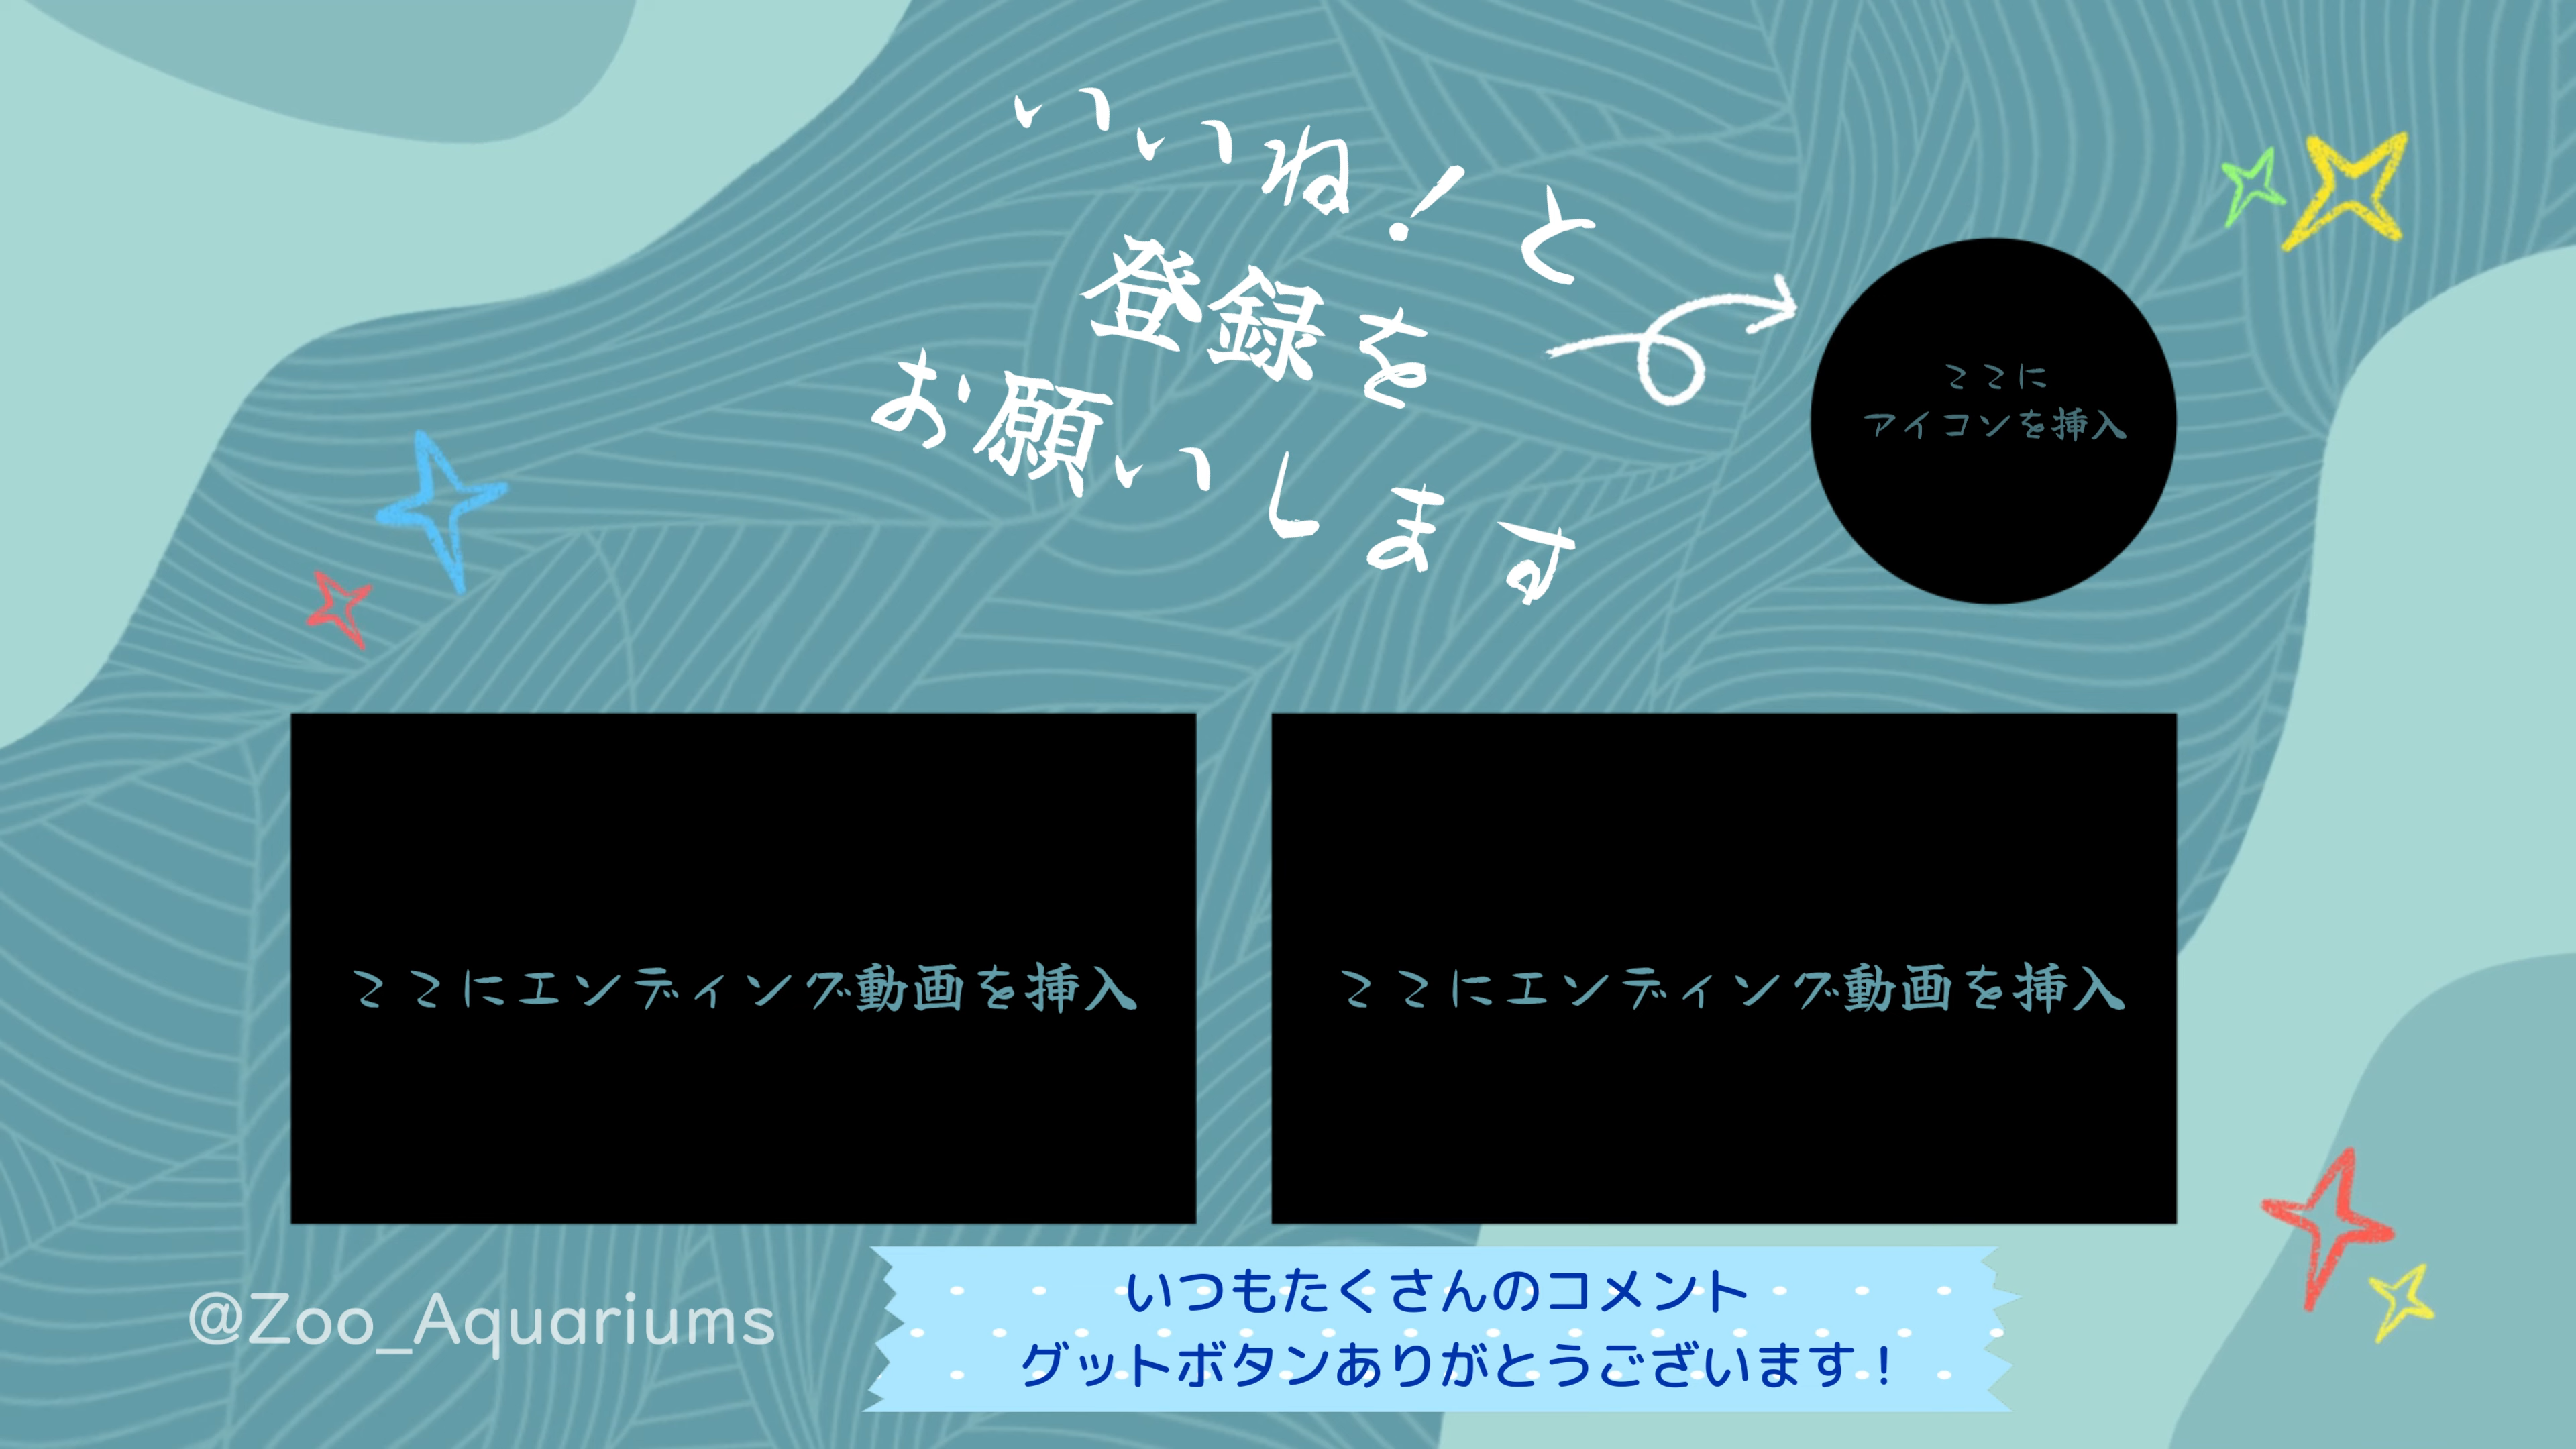 いいね！と
登録を
お願いします
ここに
アイコンを挿入
ここにエンディング動画を挿入
ここにエンディング動画を挿入
@Zoo_Aquariums
いつもたくさんのコメント
グットボタンありがとうございます！